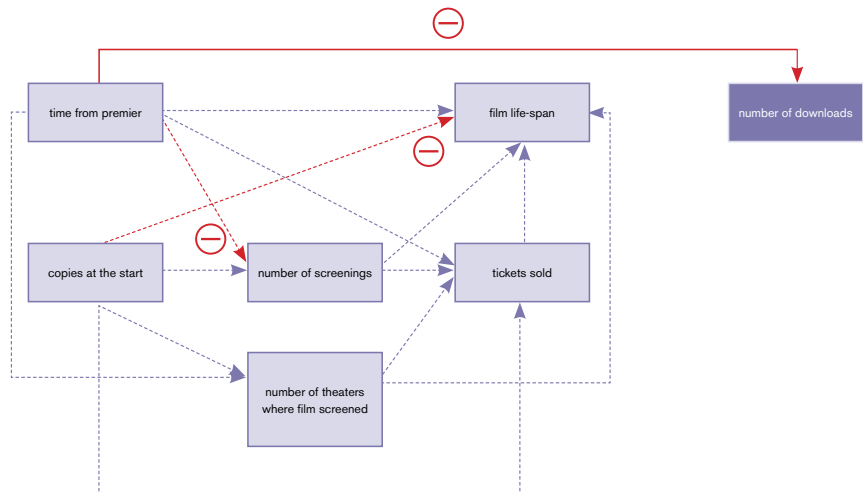 time from premier
film life-span
number of downloads
copies at the start
number of screenings
tickets sold
number of theaters
where film screened